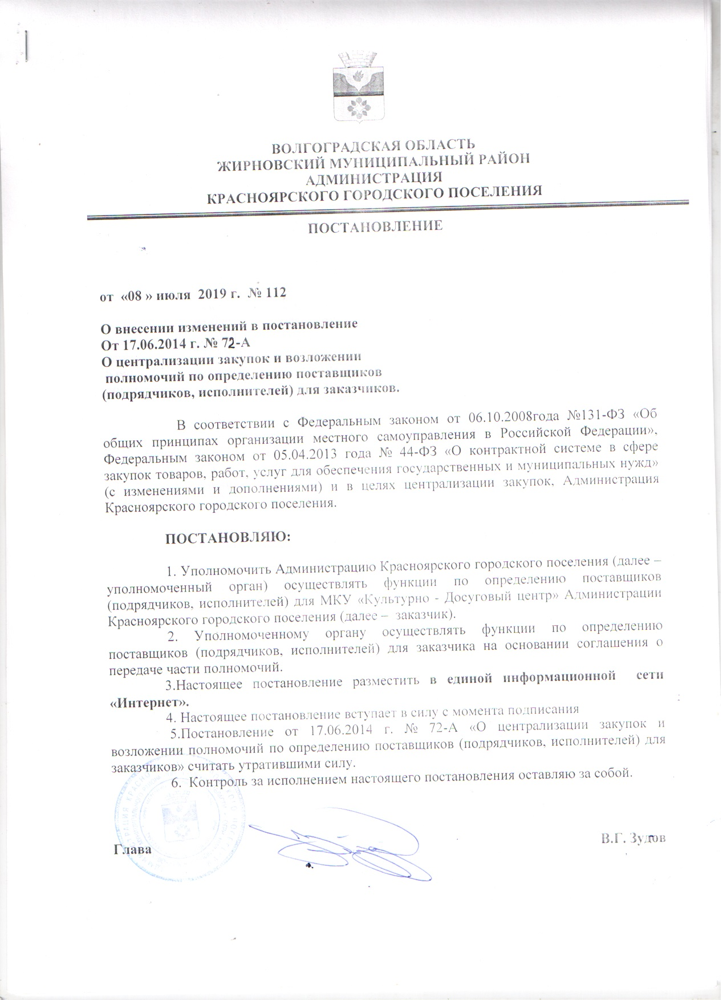 ВОЛГОГРАДСКАЯ ОБЛАСТЬ
ЖИРНОВСКИЙ МУНИЦИПАЛЬНЫЙ РАЙОН
АДМИНИСТРАЦИЯ
КРАСНОЯРСКОГО ГОРОДСКОГО ПОСЕЛЕНИЯ
ПОСТАНОВЛЕНИЕ
от «08 » июля 2019 г. № 112
О внесении изменений в постановление
От 17.06.2014 г. № 72-А
О централизации закупок и возложении
полномочий по определению поставщиков
(подрядчиков, исполнителей) для заказчиков.
В соответствии с Федеральным законом от 06.10.2008года №131-ФЗ «Об
общих принципах организации местного самоуправления в Российской Федерации»,
Федеральным законом от 05.04.2013 года № 44-ФЗ «О контрактной системе в сфере
закупок товаров, работ, услуг для обеспечения государственных и муниципальных нужд»
(с изменениями и дополнениями) и в целях централизации закупок, Администрация
Красноярского городского поселения.
ПОСТАНОВЛЯЮ:
1. Уполномочить Администрацию Красноярского городского поселения (далее –
уполномоченный орган) осуществлять функции по определению поставщиков
(подрядчиков, исполнителей) для МКУ «Культурно - Досуговый центр» Администрации
Красноярского городского поселения (далее – заказчик).
2. Уполномоченному органу осуществлять функции по определению
поставщиков (подрядчиков, исполнителей) для заказчика на основании соглашения о
передаче части полномочий.
3.Настоящее постановление разместить в единой информационной сети
«Интернет».
4. Настоящее постановление вступает в силу с момента подписания
5.Постановление от 17.06.2014 г. № 72-А «О централизации закупок и
возложении полномочий по определению поставщиков (подрядчиков, исполнителей) для
заказчиков» считать утратившими силу.
6. Контроль за исполнением настоящего постановления оставляю за собой.
Глава
В.Г. Зудов